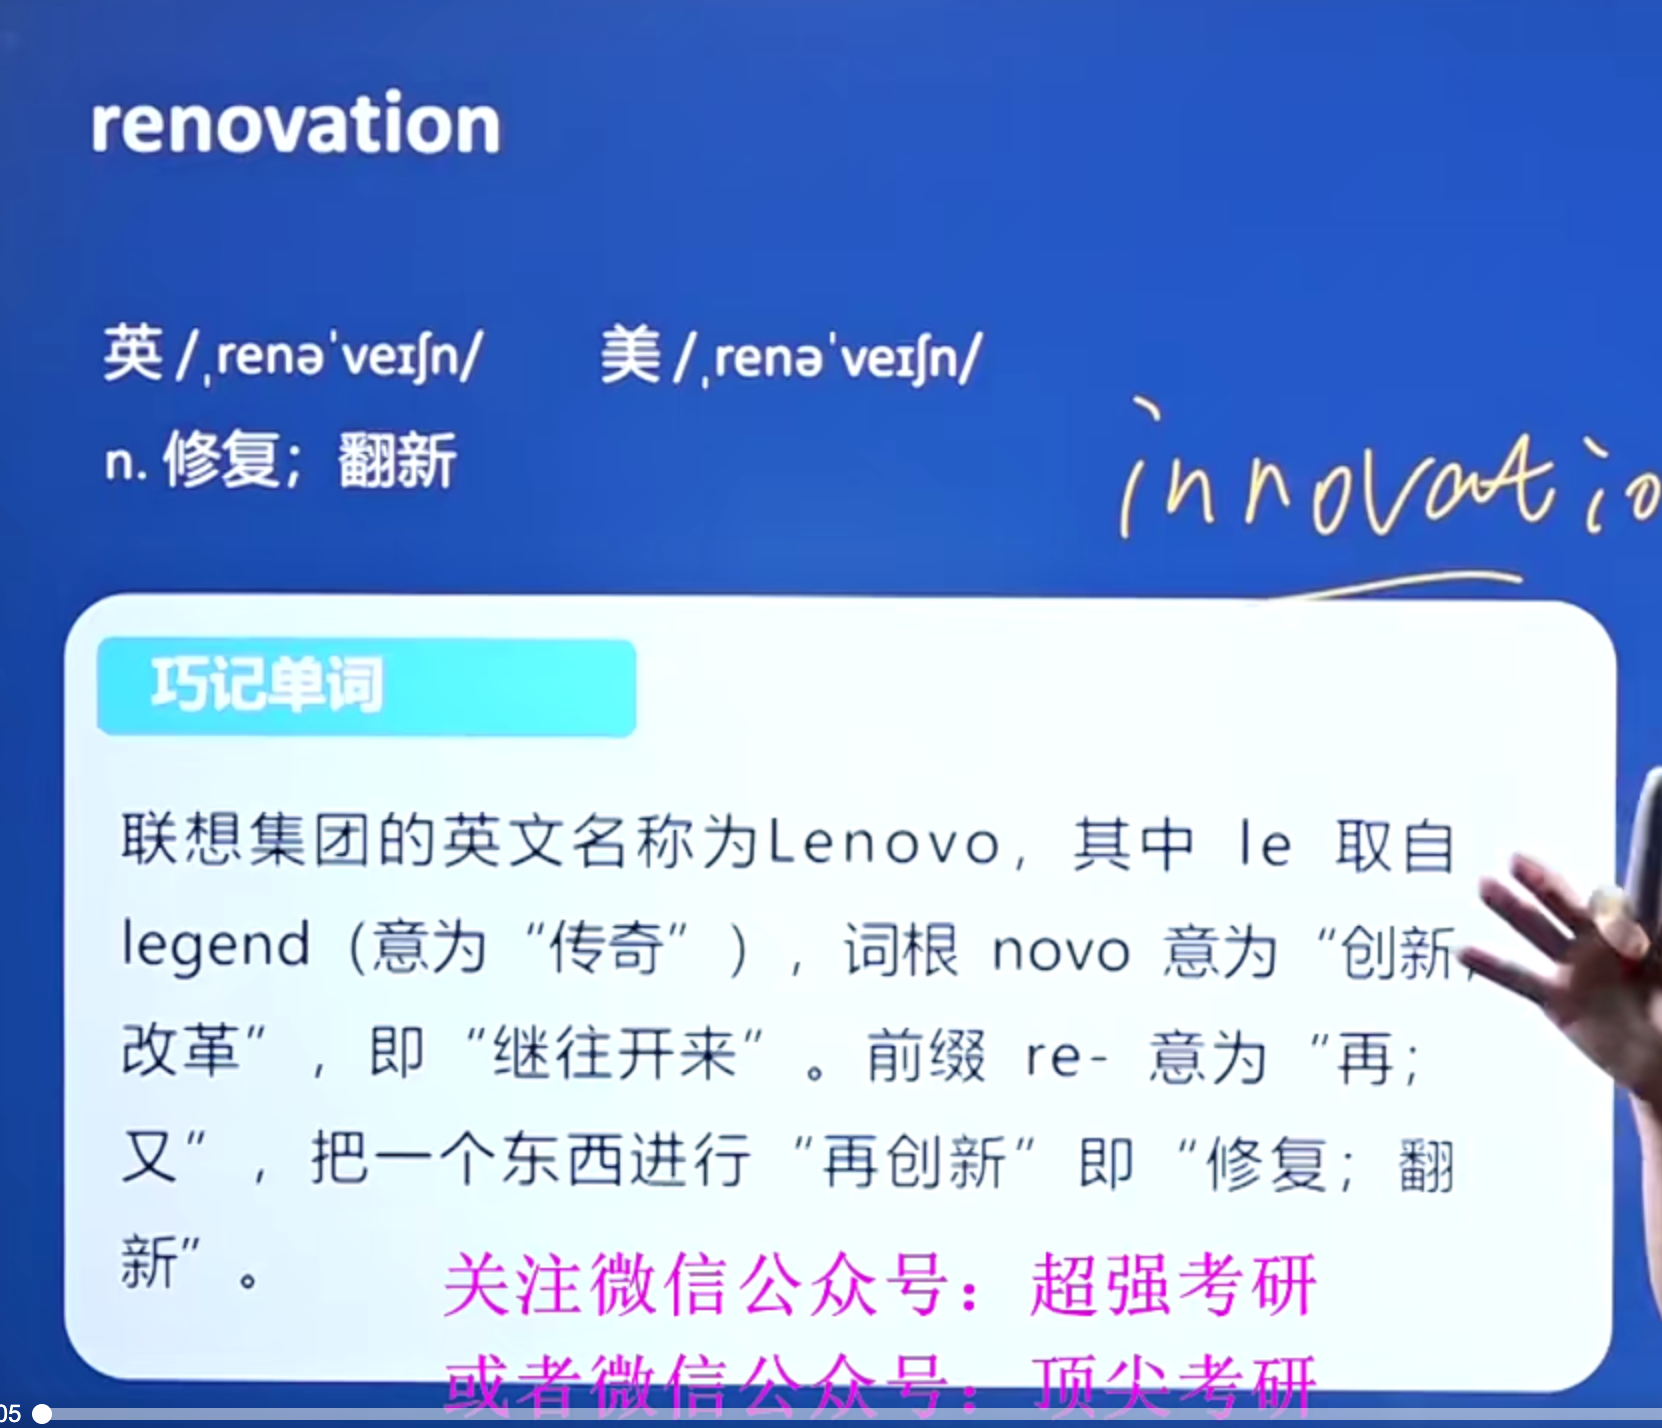 renovation
英 /ˌrenəˈveɪʃn/ 美 /ˌrenəˈveɪʃn/
n. 修复；翻新
innovatio
巧记单词
联想集团的英文名称为Lenovo，其中 le 取自
legend（意为“传奇”），词根 novo 意为“创新，
改革”，即“继往开来”。前缀 re- 意为“再；
又”，把一个东西进行“再创新”即“修复；翻
新”。
关注微信公众号：超强考研
或者微信公众号：顶尖考研
05